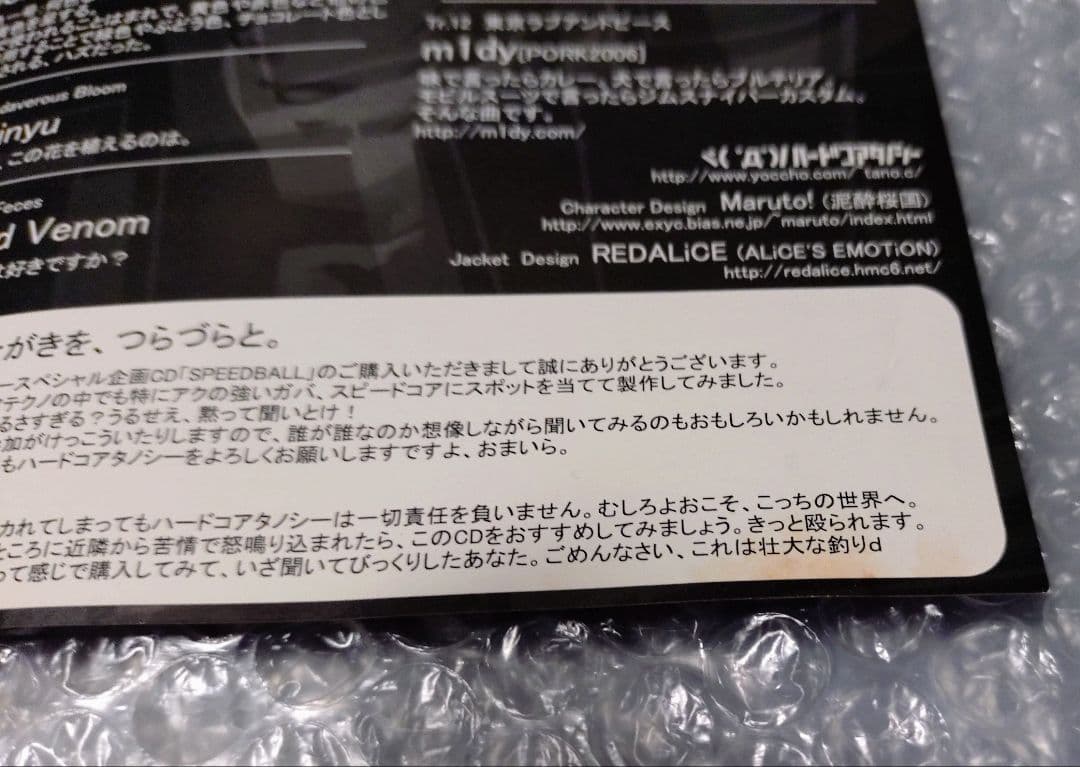 Tr.12 東京ラブアンドピース
m1dy[PORK2006]
味で言ったらカレー、犬で言ったらブルテリア、
モビルスーツで言ったらジムスナイパーカスタム。
そんな曲です。
http://m1dy.com/
される、ハズだった。
daverous Bloom
inyu
、この花を植えるのは。
Feces
d Venom
好きですか？
ヾ(゚Д゚)ﾉハードコアタノシー
http://www.yoccho.com/~tano.c/
Character Design Maruto! (泥酔桜国)
http://www.exyc.bias.ne.jp/~maruto/index.html
Jacket Design REDALiCE (ALiCE'S EMOTiON)
http://redalice.hmc6.net/
がきを、つらづらと。
ースペシャル企画CD「SPEEDBALL」のご購入いただきまして誠にありがとうございます。
テクノの中でも特にアクの強いガバ、スピードコアにスポットを当てて製作してみました。
るさすぎる？うるせえ、黙って聞いとけ！
加がけっこういたりしますので、誰が誰なのか想像しながら聞いてみるのもおもしろいかもしれません。
もハードコアタノシーをよろしくお願いしますですよ、おまいら。
かれてしまってもハードコアタノシーは一切責任を負いません。むしろよおこそ、こっちの世界へ。
ところに近隣から苦情で怒鳴り込まれたら、このCDをおすすめしてみましょう。きっと殴られます。
って感じで購入してみて、いざ聞いてびっくりしたあなた。ごめんなさい、これは壮大な釣りd